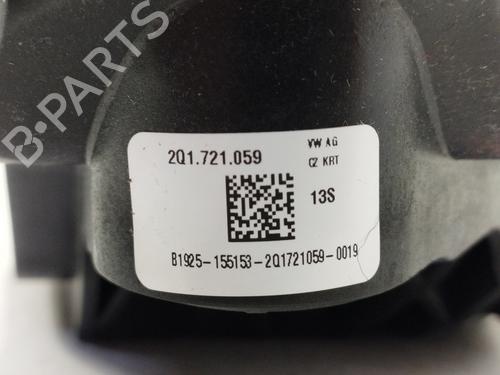 B-PARTS
2Q1.721.059
VW AG
CZ KRT
13S
B1925-155153-2Q1721059-0019